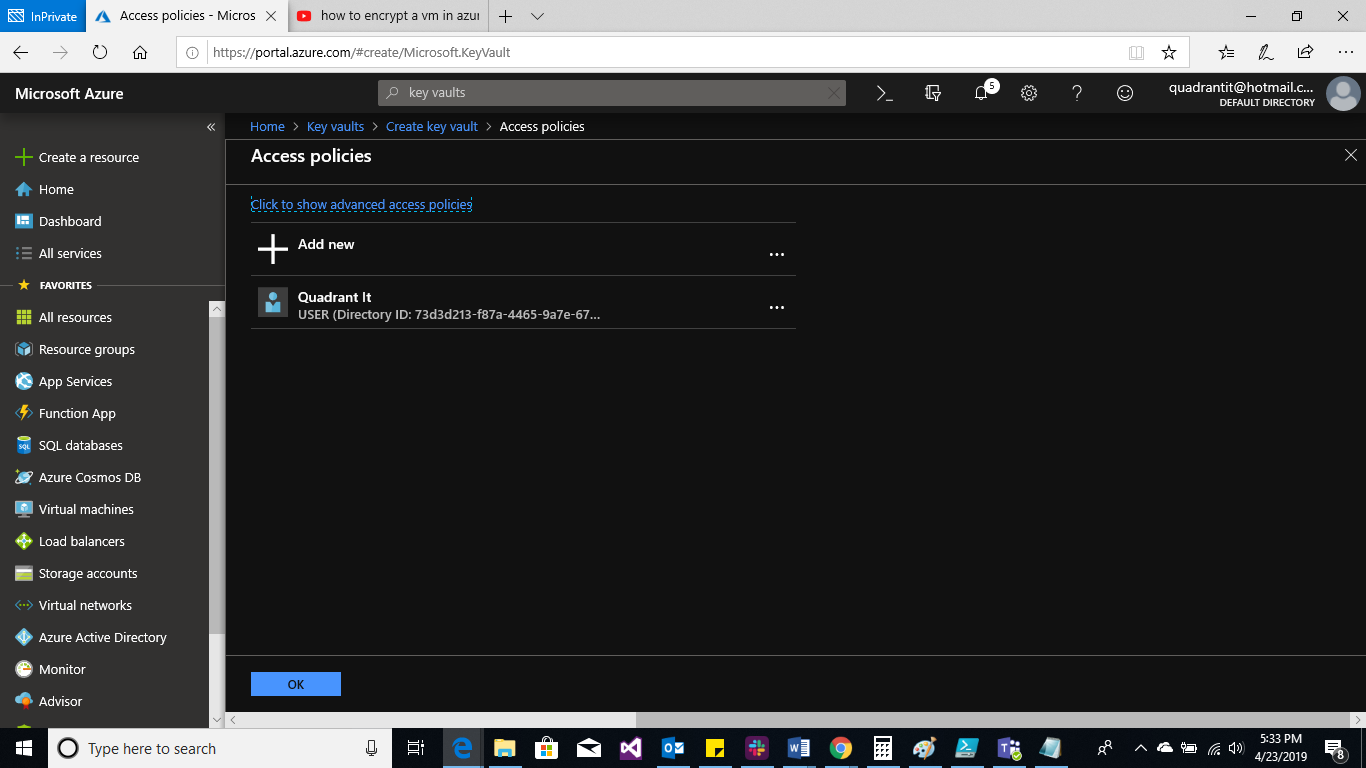 InPrivate
Access policies - Micros
how to encrypt a vm in azur
https://portal.azure.com/#create/Microsoft.KeyVault
Microsoft Azure
key vaults
5
quadrantit@hotmail.c...
DEFAULT DIRECTORY
Create a resource
Home
Dashboard
All services
FAVORITES
All resources
Resource groups
App Services
Function App
SQL
SQL databases
Azure Cosmos DB
Virtual machines
Load balancers
Storage accounts
Virtual networks
Azure Active Directory
Monitor
Advisor
Home > Key vaults > Create key vault > Access policies
Access policies
Click to show advanced access policies
Add new
...
Quadrant It
USER (Directory ID: 73d3d213-f87a-4465-9a7e-67...
...
OK
Type here to search
5:33 PM
4/23/2019
8